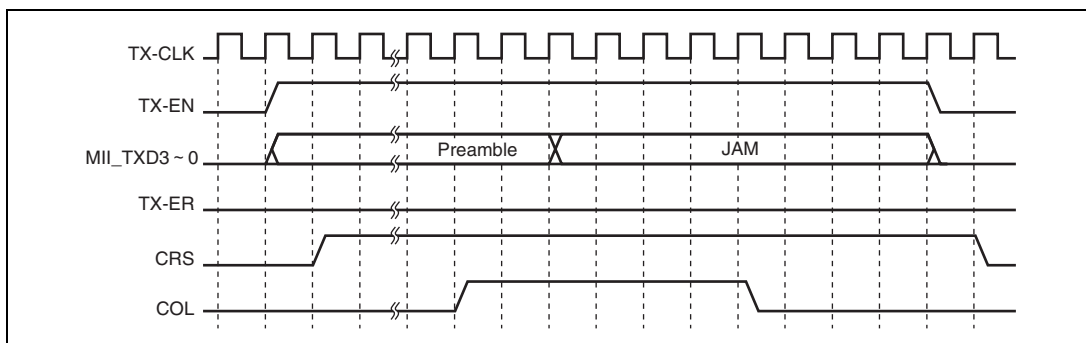 TX-CLK
TX-EN
MII_TXD3 ~ 0
Preamble
JAM
TX-ER
CRS
COL